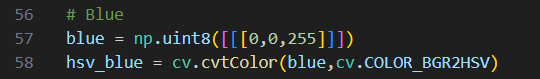 56 # Blue
57 blue = np.uint8([[[0,0,255]]])
58 hsv_blue = cv.cvtColor(blue,cv.COLOR_BGR2HSV)